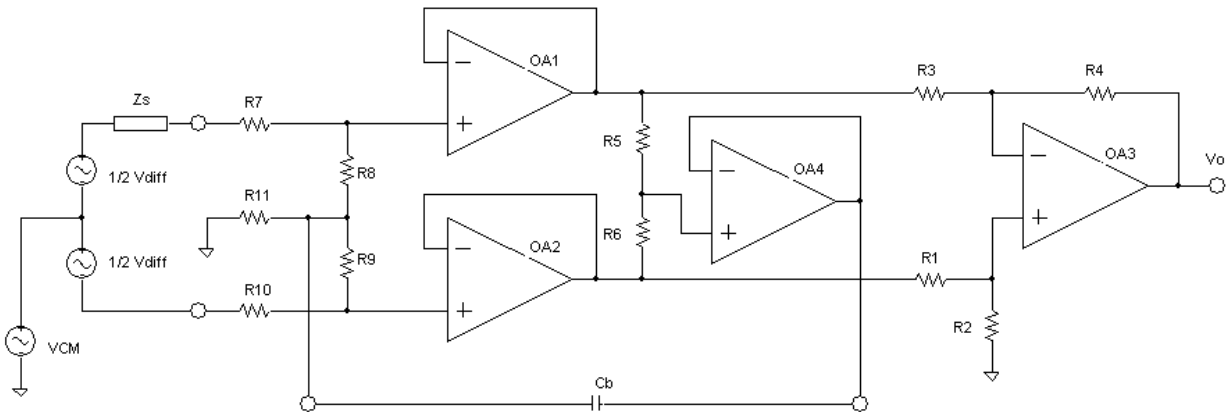 OA1
R3
R4
Zs
R7
R5
OA4
OA3
Vo
1/2 Vdiff
R8
R11
R6
OA2
1/2 Vdiff
R9
R1
R10
R2
VCM
Cb